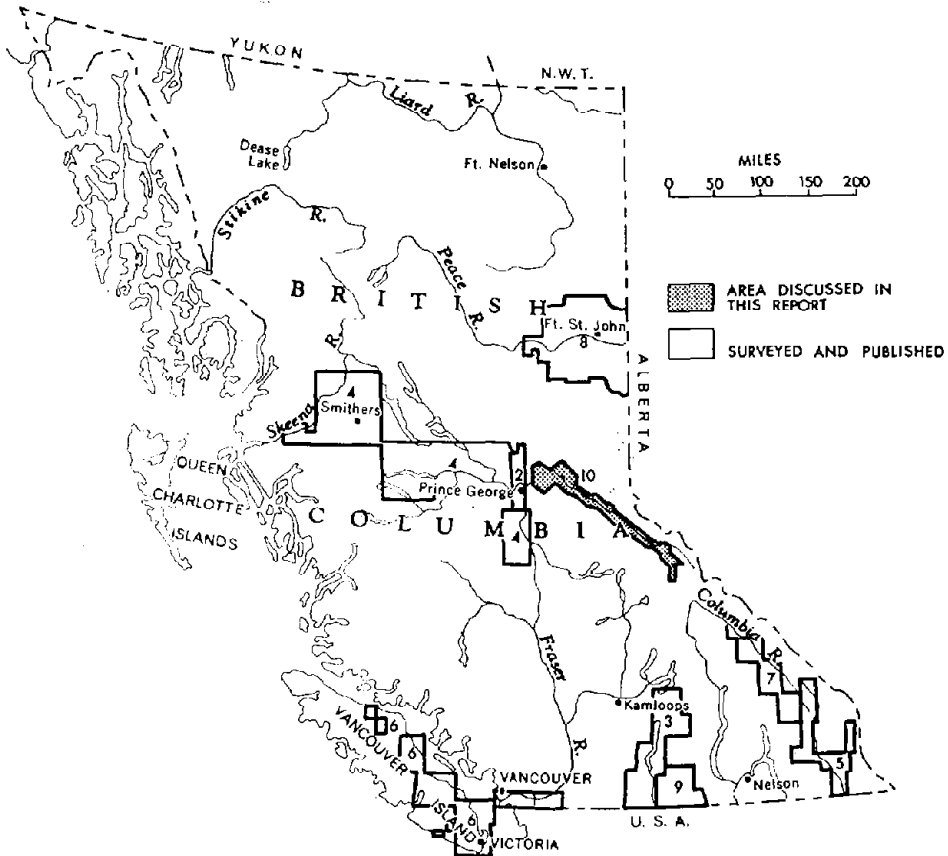 YUKON
N.W.T.
Liard R.
Dease
Lake
Ft. Nelson
MILES
0 50 100 150 200
Stikine R.
Peace R.
BRITISH
AREA DISCUSSED IN
THIS REPORT
Ft. St. John
8
SURVEYED AND PUBLISHED
ALBERTA
R.
4
Smithers
Skeena
QUEEN
CHARLOTTE
ISLANDS
4
2
10
Prince George
COLUMBIA
4
Columbia R.
Fraser
R.
7
Kamloops
3
VANCOUVER
ISLAND
6
6
6
5
9
Nelson
VANCOUVER
U.S.A.
VICTORIA